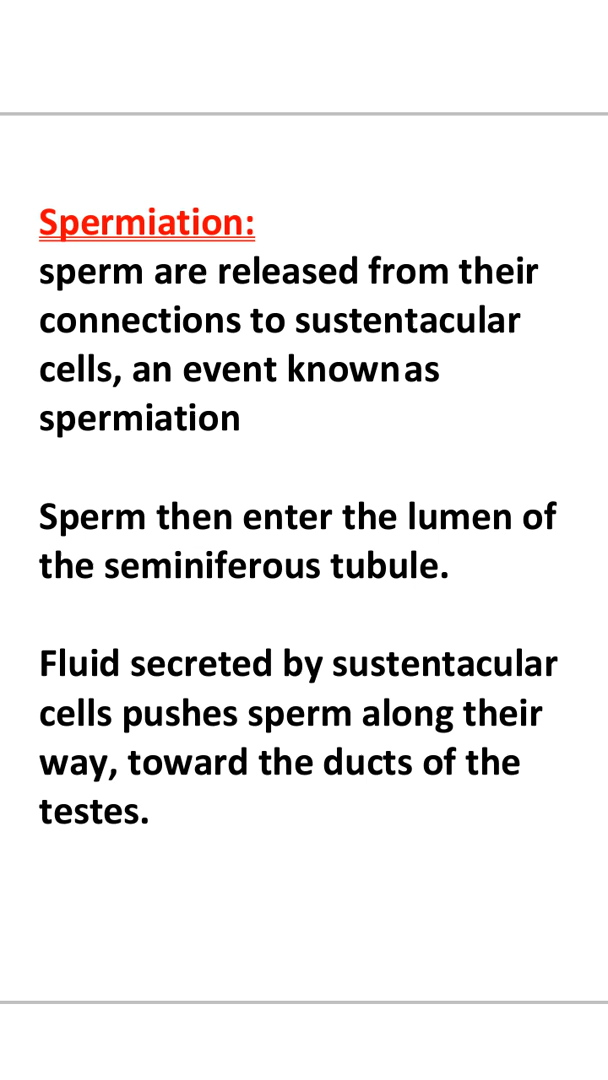 Spermiation:
sperm are released from their
connections to sustentacular
cells, an event known as
spermiation
Sperm then enter the lumen of
the seminiferous tubule.
Fluid secreted by sustentacular
cells pushes sperm along their
way, toward the ducts of the
testes.